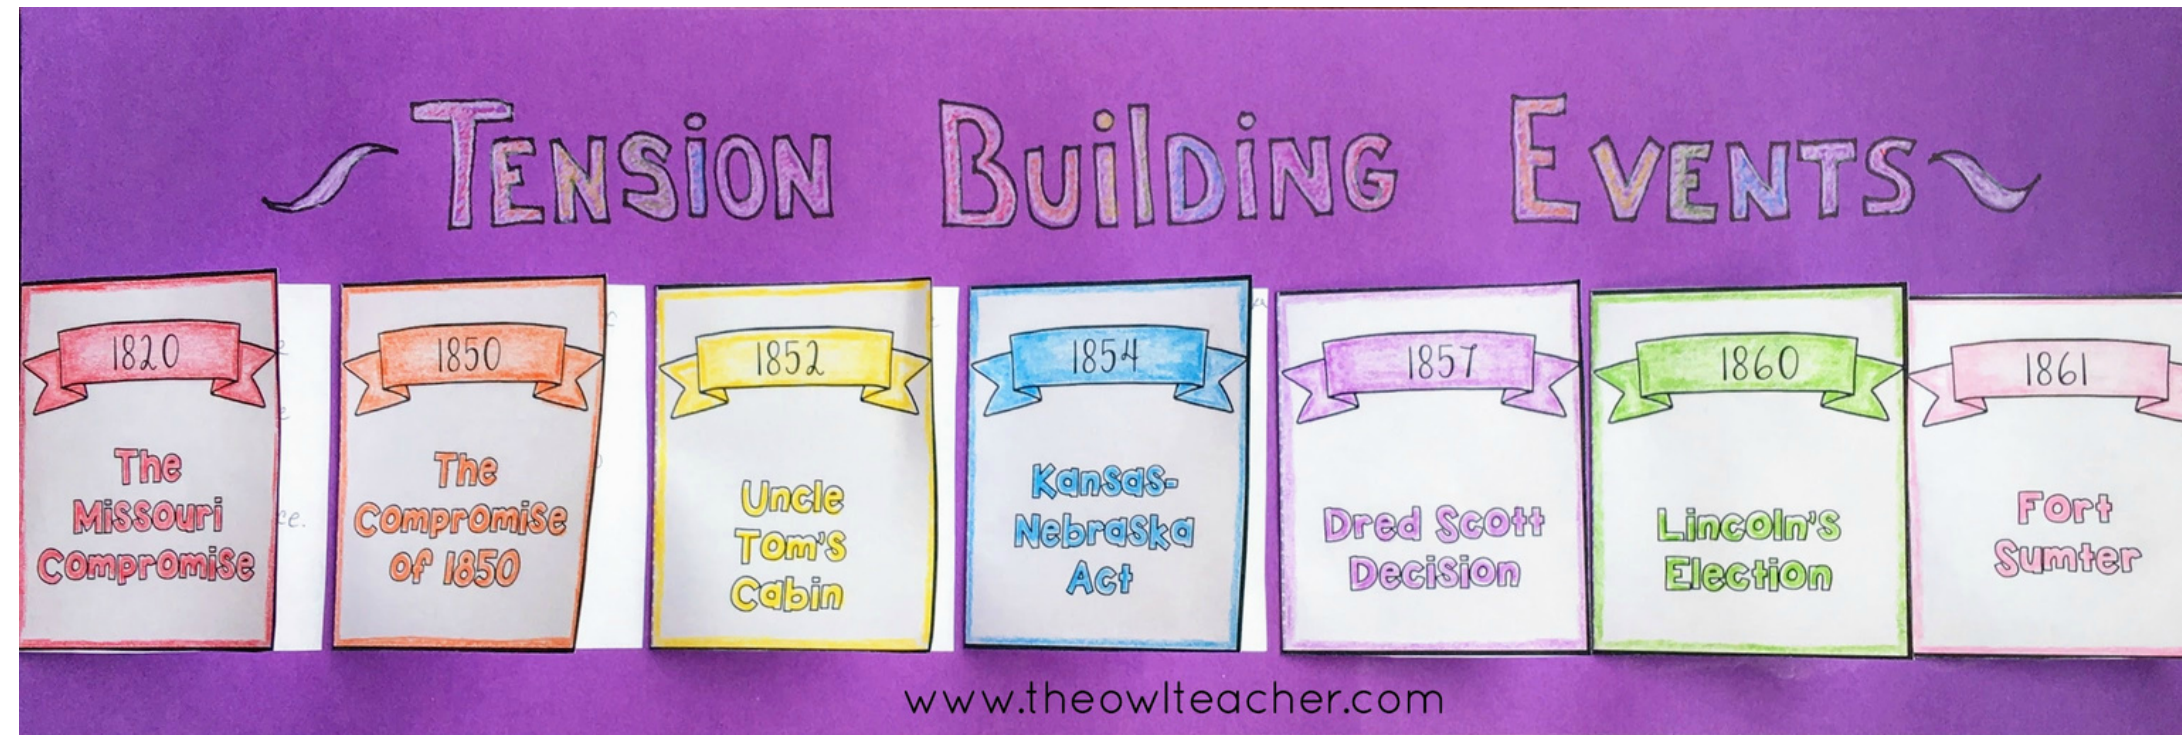 Tension Building Events
1820
The
Missouri
Compromise
1850
The
Compromise
of 1850
1852
Uncle
Tom's
Cabin
1854
Kansas-
Nebraska
Act
1857
Dred Scott
Decision
1860
Lincoln's
Election
1861
Fort
Sumter
www.theowlteacher.com